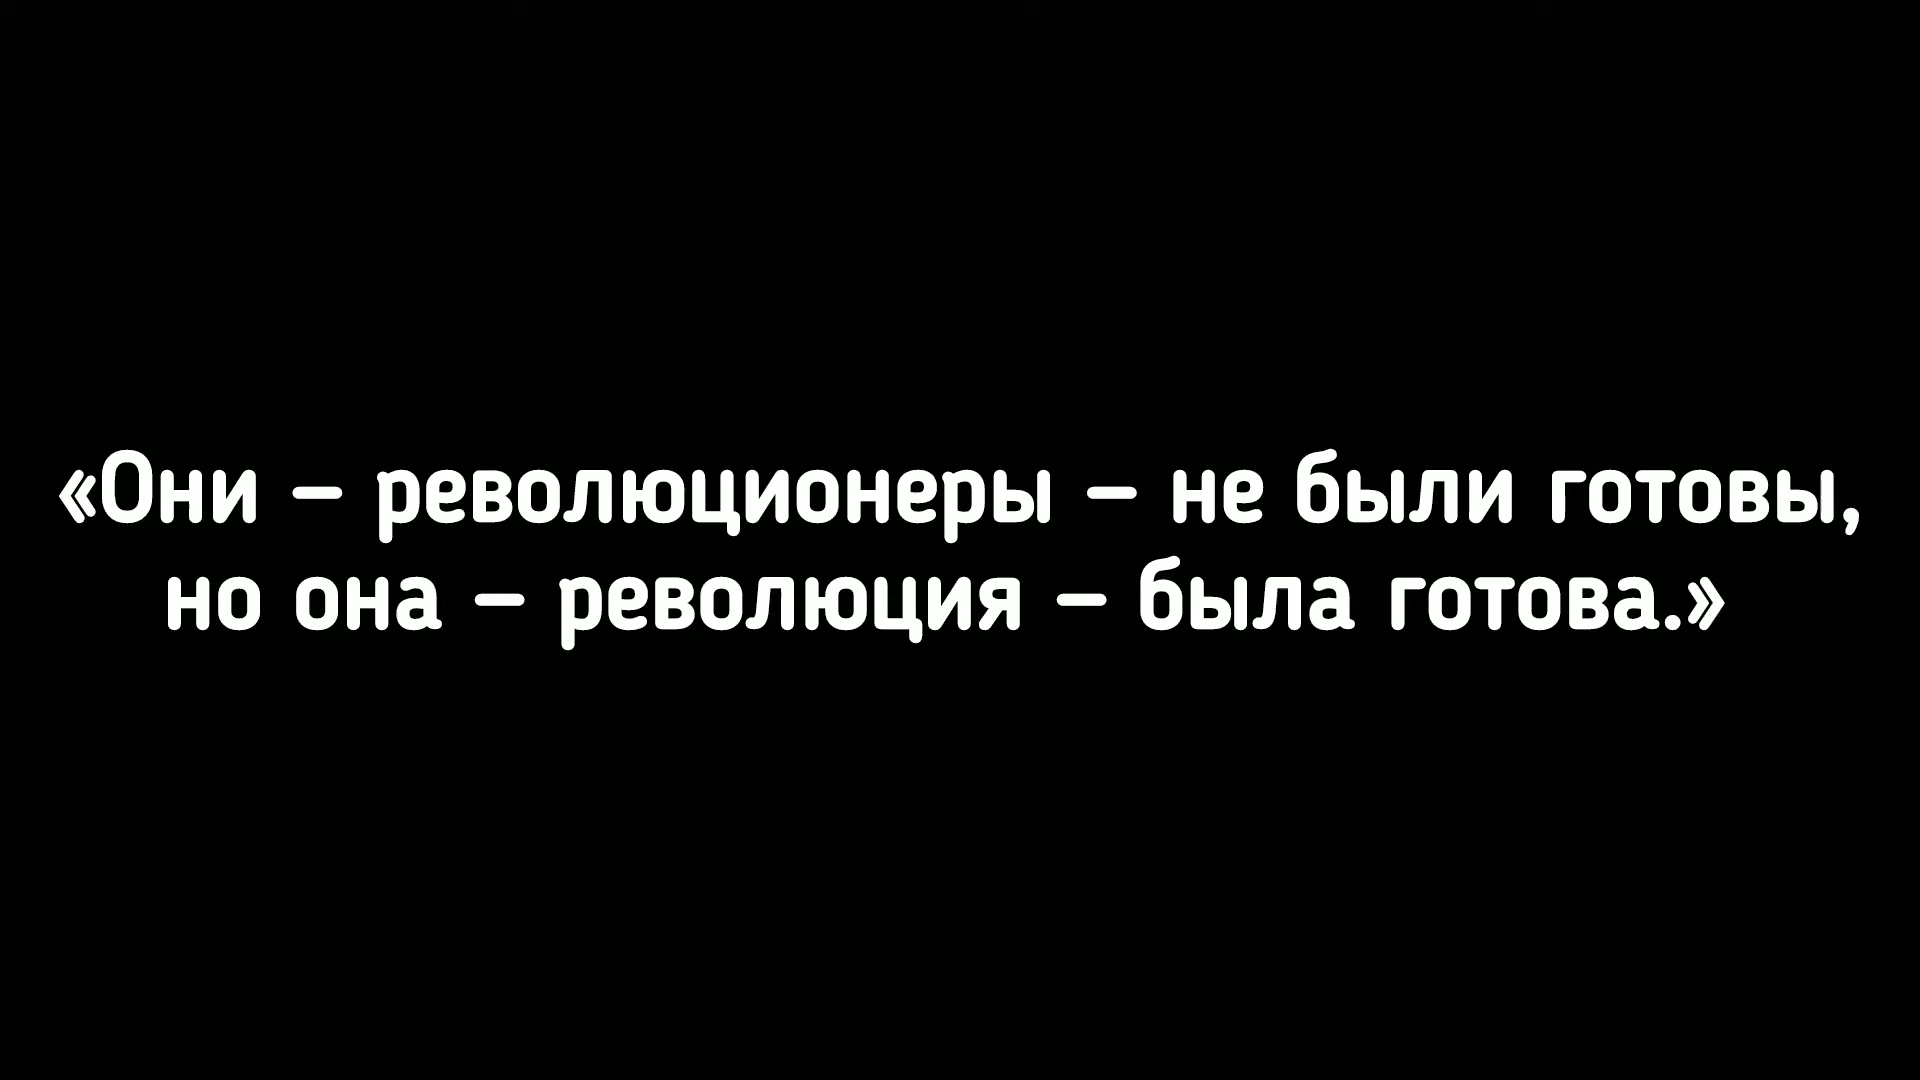 «Они – революционеры – не были готовы,
но она – революция – была готова.»